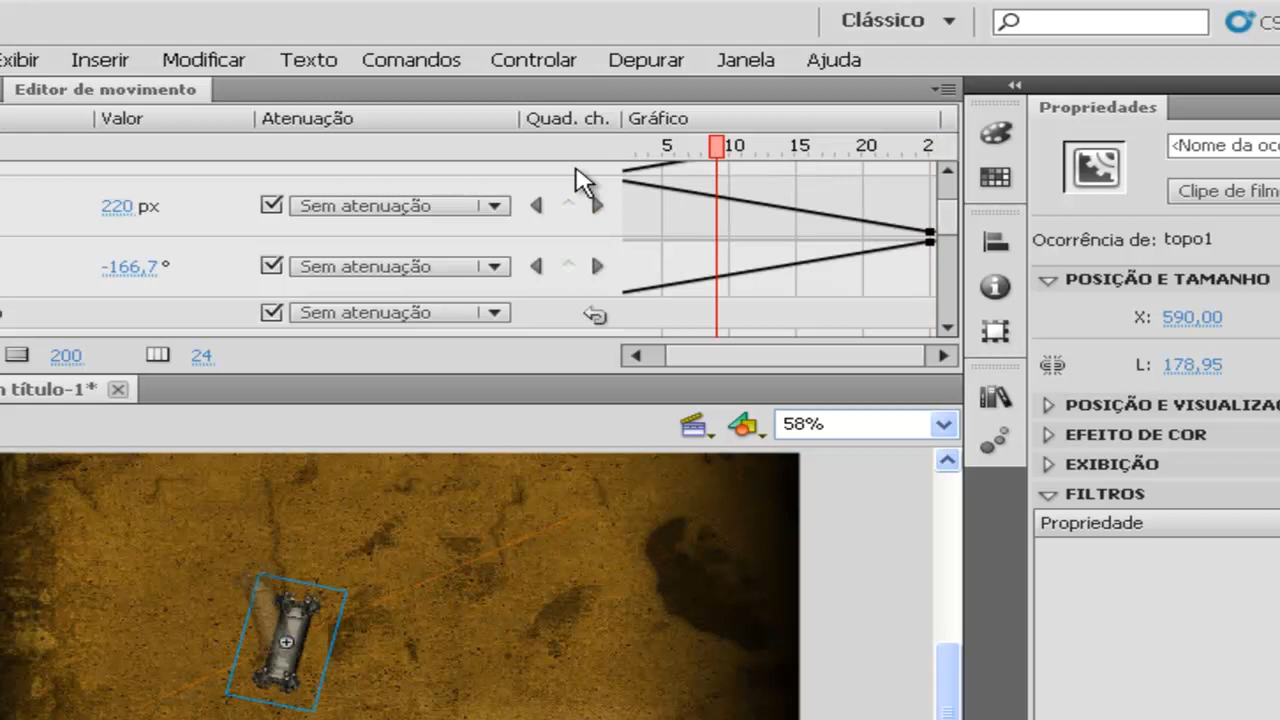 Clássico
CS
Exibir Inserir Modificar Texto Comandos Controlar Depurar Janela Ajuda
Editor de movimento
Valor Atenuação Quad. ch. Gráfico
5 10 15 20 2
220 px Sem atenuação
-166,7 ° Sem atenuação
o Sem atenuação
200 24
m título-1*
58%
Propriedades
<Nome da oco
Clipe de film
Ocorrência de: topo1
POSIÇÃO E TAMANHO
X: 590,00
L: 178,95
POSIÇÃO E VISUALIZAÇ
EFEITO DE COR
EXIBIÇÃO
FILTROS
Propriedade